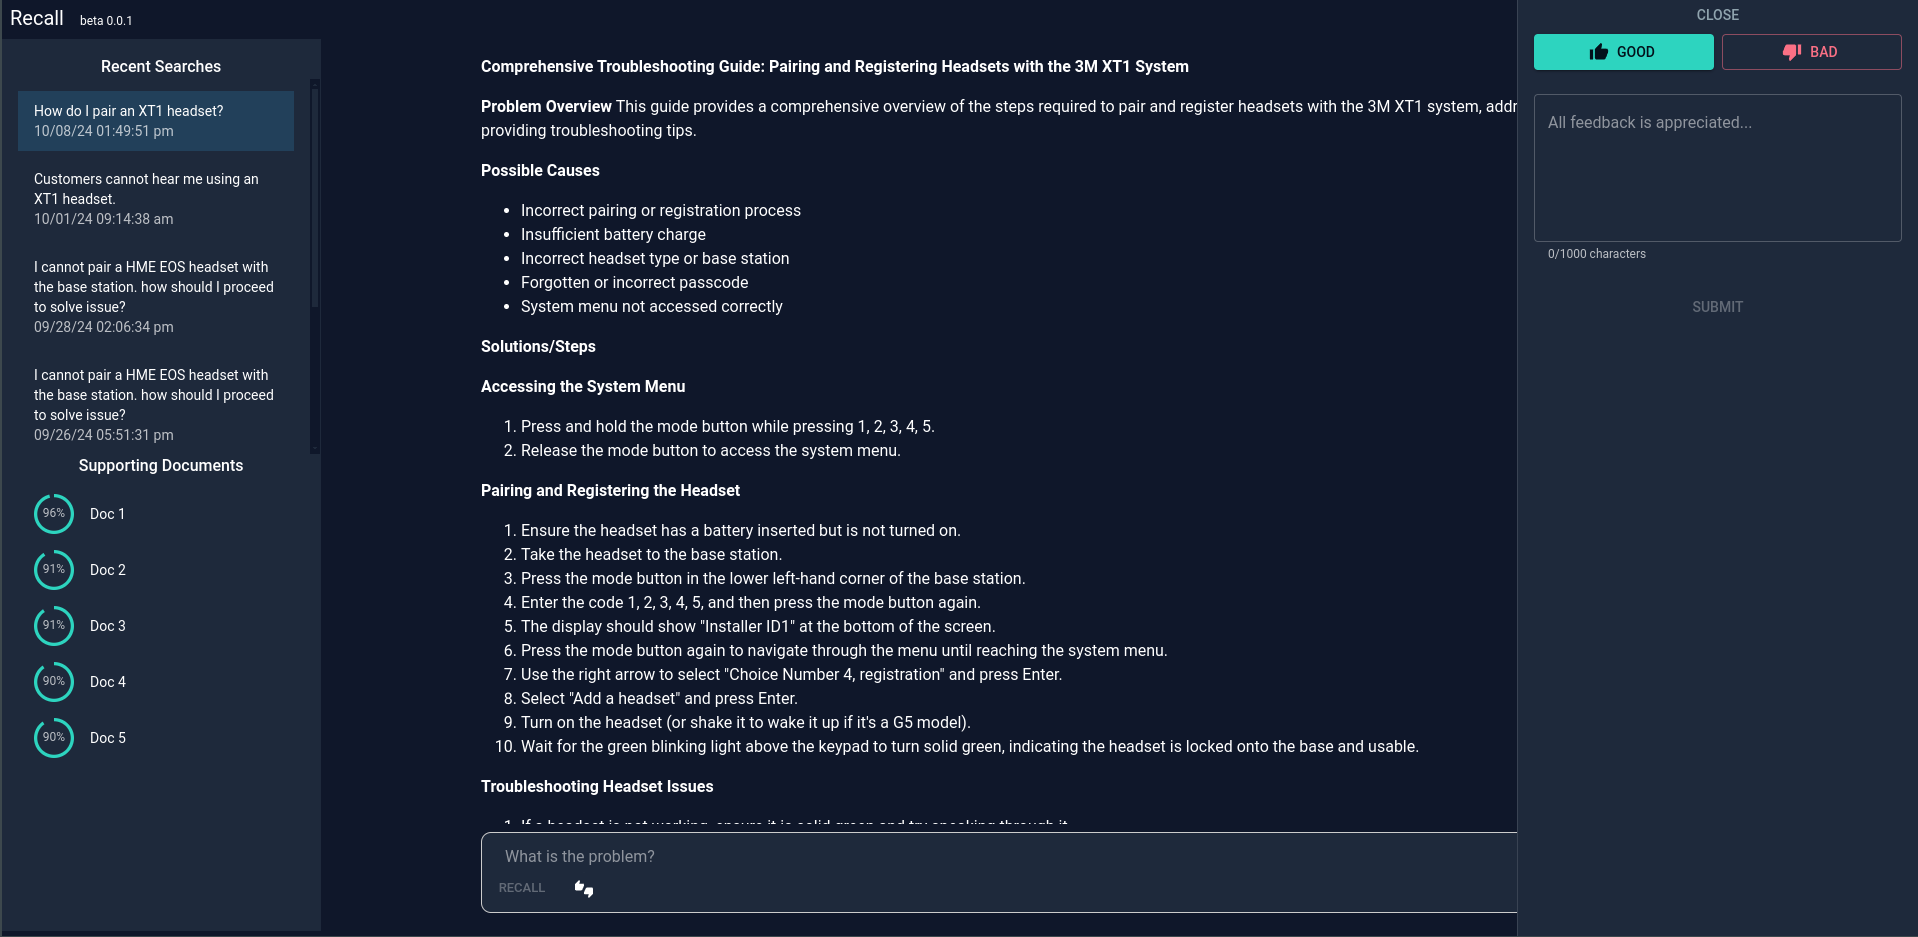 Recall beta 0.0.1
Recent Searches
How do I pair an XT1 headset?
10/08/24 01:49:51 pm
Customers cannot hear me using an
XT1 headset.
10/01/24 09:14:38 am
I cannot pair a HME EOS headset with
the base station. how should I proceed
to solve issue?
09/28/24 02:06:34 pm
I cannot pair a HME EOS headset with
the base station. how should I proceed
to solve issue?
09/26/24 05:51:31 pm
Supporting Documents
96% Doc 1
91% Doc 2
91% Doc 3
90% Doc 4
90% Doc 5
Comprehensive Troubleshooting Guide: Pairing and Registering Headsets with the 3M XT1 System
Problem Overview This guide provides a comprehensive overview of the steps required to pair and register headsets with the 3M XT1 system, addr
providing troubleshooting tips.
Possible Causes
• Incorrect pairing or registration process
• Insufficient battery charge
• Incorrect headset type or base station
• Forgotten or incorrect passcode
• System menu not accessed correctly
Solutions/Steps
Accessing the System Menu
1. Press and hold the mode button while pressing 1, 2, 3, 4, 5.
2. Release the mode button to access the system menu.
Pairing and Registering the Headset
1. Ensure the headset has a battery inserted but is not turned on.
2. Take the headset to the base station.
3. Press the mode button in the lower left-hand corner of the base station.
4. Enter the code 1, 2, 3, 4, 5, and then press the mode button again.
5. The display should show "Installer ID1" at the bottom of the screen.
6. Press the mode button again to navigate through the menu until reaching the system menu.
7. Use the right arrow to select "Choice Number 4, registration" and press Enter.
8. Select "Add a headset" and press Enter.
9. Turn on the headset (or shake it to wake it up if it's a G5 model).
10. Wait for the green blinking light above the keypad to turn solid green, indicating the headset is locked onto the base and usable.
Troubleshooting Headset Issues
1. If a headset is not working, ensure it is solid green and try speaking through it
What is the problem?
RECALL
CLOSE
GOOD
BAD
All feedback is appreciated...
0/1000 characters
SUBMIT